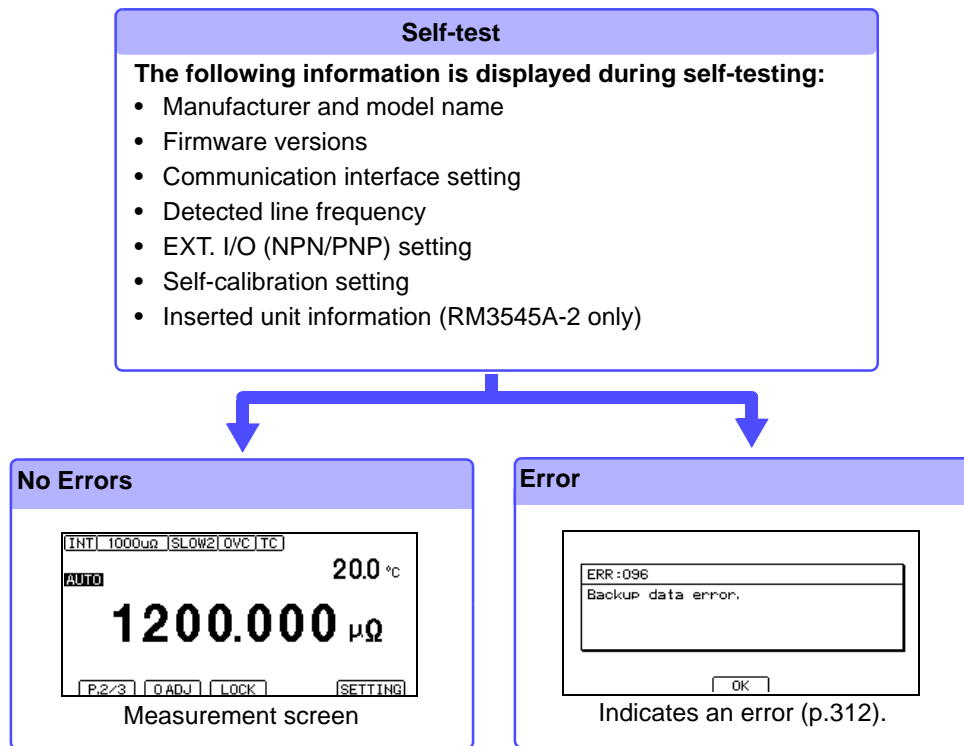 Self-test
The following information is displayed during self-testing:
• Manufacturer and model name
• Firmware versions
• Communication interface setting
• Detected line frequency
• EXT. I/O (NPN/PNP) setting
• Self-calibration setting
• Inserted unit information (RM3545A-2 only)
No Errors
INT 1000uΩ SLOW2 OVC TC
AUTO
20.0 °C
1200.000 μΩ
P.2/3 0 ADJ LOCK SETTING
Measurement screen
Error
ERR:096
Backup data error.
OK
Indicates an error (p.312).